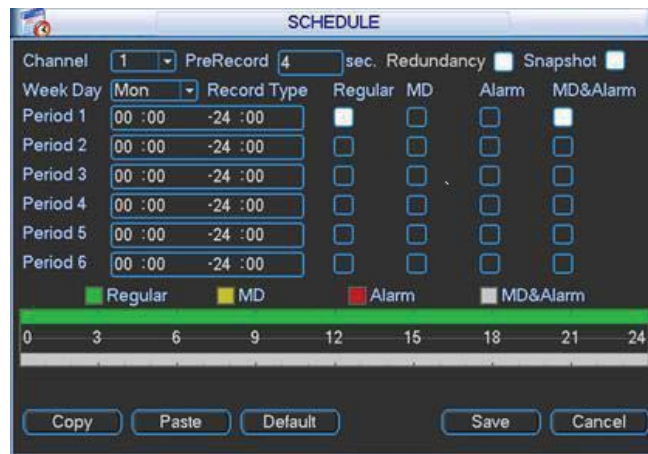 SCHEDULE
Channel 1 PreRecord 4 sec. Redundancy Snapshot
Week Day Mon Record Type Regular MD Alarm MD&Alarm
Period 1 00 :00 -24 :00
Period 2 00 :00 -24 :00
Period 3 00 :00 -24 :00
Period 4 00 :00 -24 :00
Period 5 00 :00 -24 :00
Period 6 00 :00 -24 :00
Regular MD Alarm MD&Alarm
0 3 6 9 12 15 18 21 24
Copy Paste Default Save Cancel